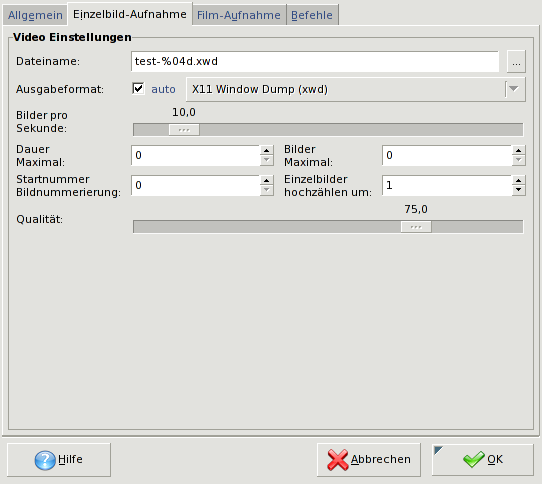 Allgemein Einzelbild-Aufnahme Film-Aufnahme Befehle
Video Einstellungen
Dateiname: test-%04d.xwd ...
Ausgabeformat: auto X11 Window Dump (xwd)
10,0
Bilder pro
Sekunde:
Dauer
Maximal: 0
Bilder
Maximal: 0
Startnummer
Bildnummerierung: 0
Einzelbilder
hochzählen um: 1
75,0
Qualität:
Hilfe Abbrechen OK